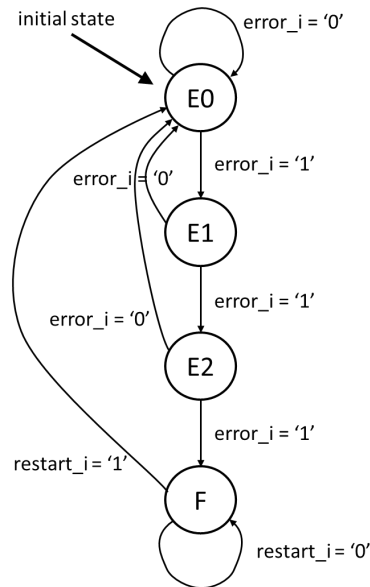 initial state
error_i = ‘0’
E0
error_i = ‘1’
error_i = ‘0’
E1
error_i = ‘1’
error_i = ‘0’
E2
error_i = ‘1’
restart_i = ‘1’
F
restart_i = ‘0’